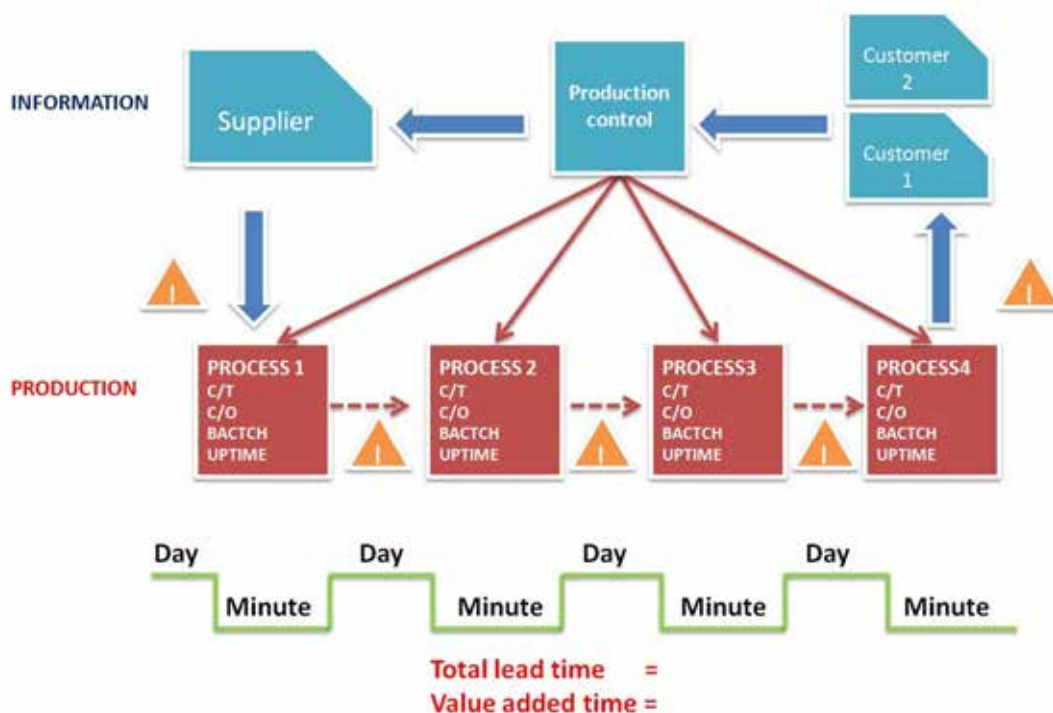 INFORMATION
Supplier
Production
control
Customer
2
Customer
1
I
I
PRODUCTION
PROCESS 1
C/T
C/O
BACTCH
UPTIME
I
PROCESS 2
C/T
C/O
BACTCH
UPTIME
I
PROCESS3
C/T
C/O
BACTCH
UPTIME
I
PROCESS4
C/T
C/O
BACTCH
UPTIME
Day
Day
Day
Day
Minute
Minute
Minute
Minute
Total lead time =
Value added time =